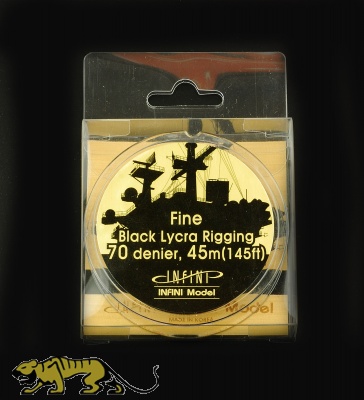 Fine
Black Lycra Rigging
70 denier, 45m(145ft)
INFINI
INFINI Model
Model
MADE IN KOREA